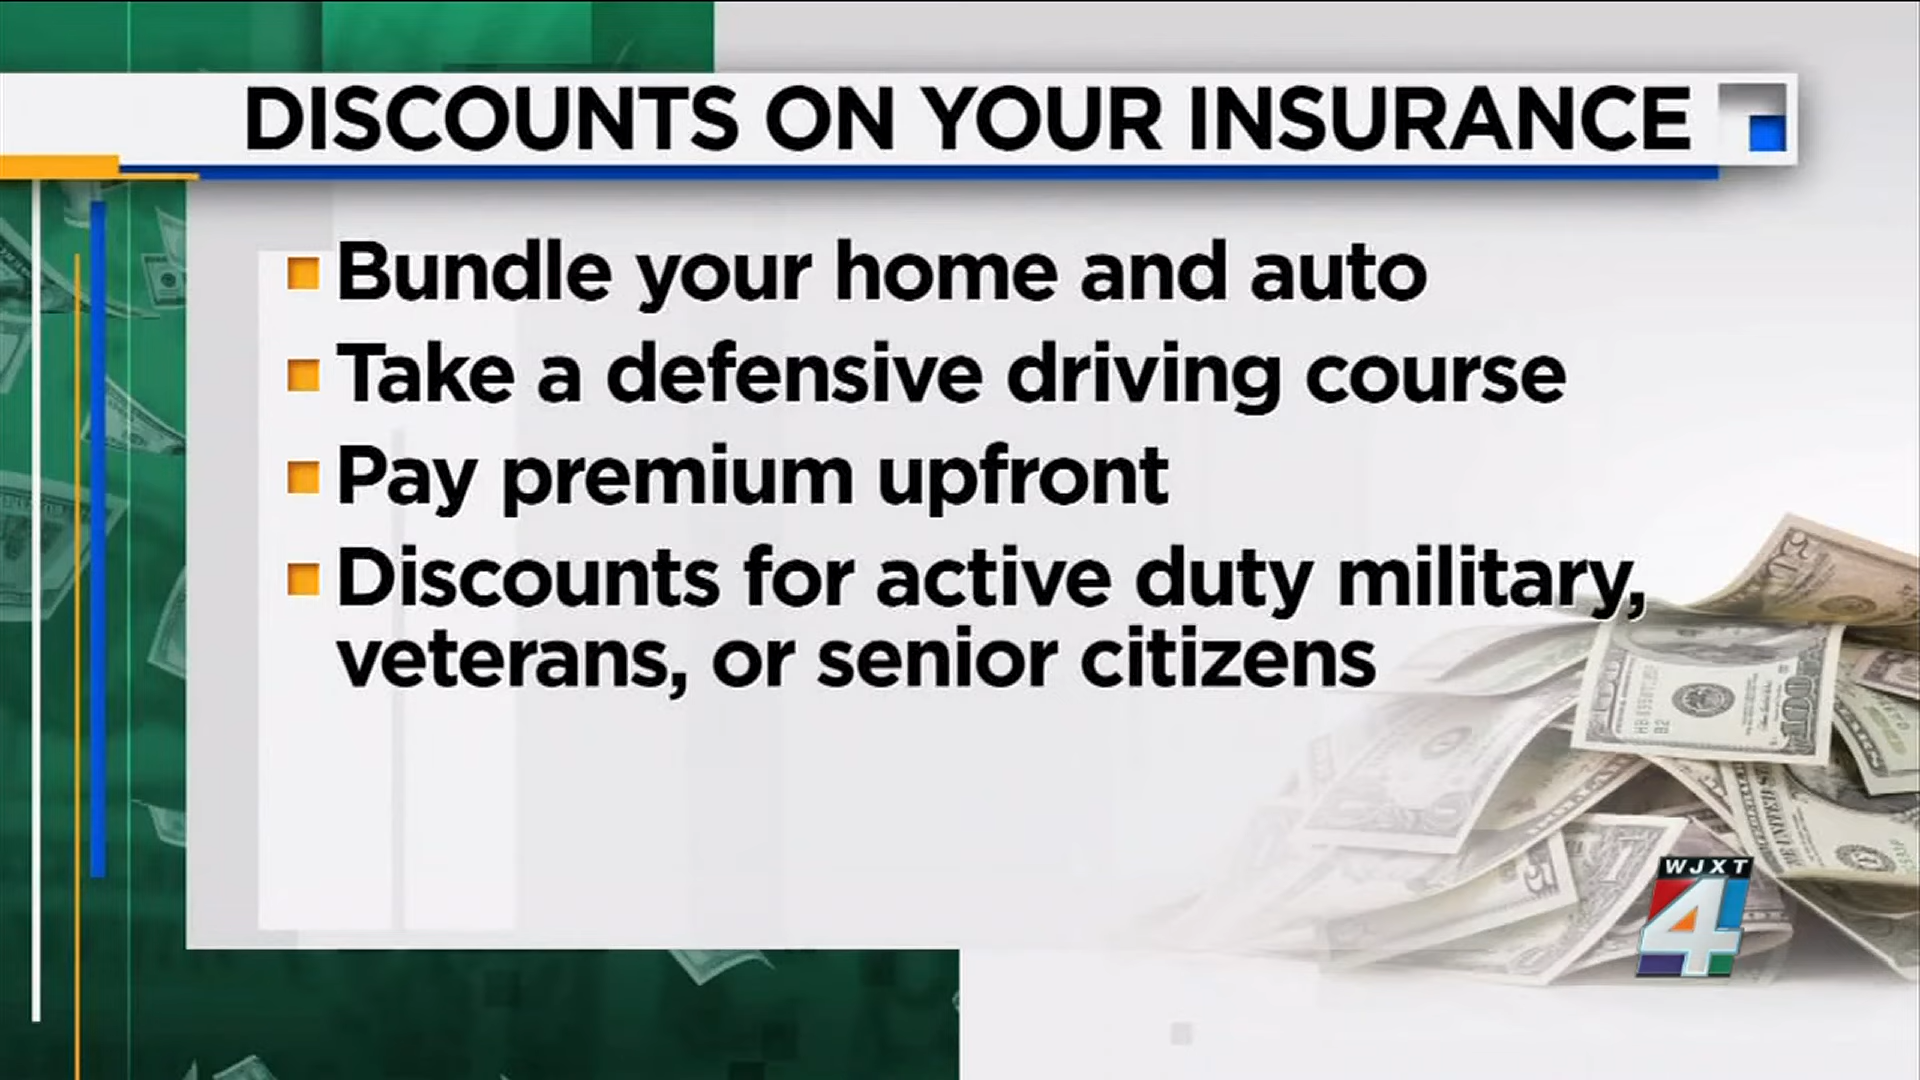 DISCOUNTS ON YOUR INSURANCE
Bundle your home and auto
Take a defensive driving course
Pay premium upfront
Discounts for active duty military,
veterans, or senior citizens
WJXT
4